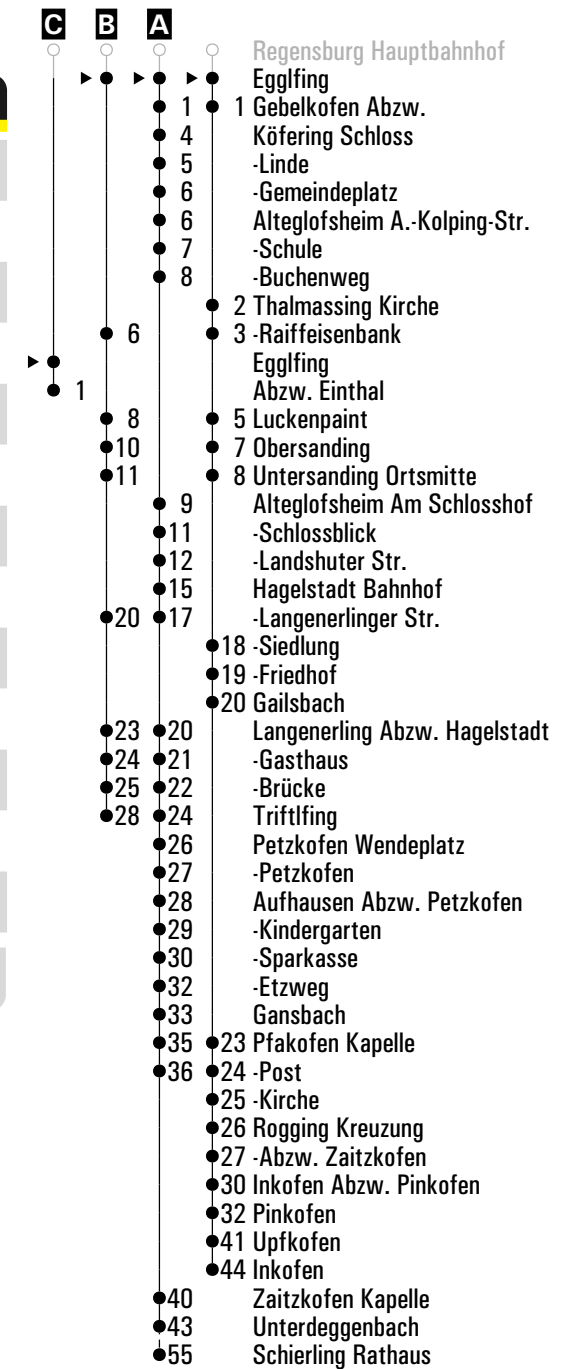 C B A
Regensburg Hauptbahnhof
Egglfing
1 1 Gebelkofen Abzw.
4 Köfering Schloss
5 -Linde
6 -Gemeindeplatz
6 Alteglofsheim A.-Kolping-Str.
7 -Schule
8 -Buchenweg
2 Thalmassing Kirche
6 3 -Raiffeisenbank
Egglfing
1 Abzw. Einthal
8 5 Luckenpaint
10 7 Obersanding
11 8 Untersanding Ortsmitte
9 Alteglofsheim Am Schlosshof
11 -Schlossblick
12 -Landshuter Str.
15 Hagelstadt Bahnhof
20 17 -Langenerlinger Str.
18 -Siedlung
19 -Friedhof
20 Gailsbach
23 20 Langenerling Abzw. Hagelstadt
24 21 -Gasthaus
25 22 -Brücke
28 24 Triftlfing
26 Petzkofen Wendeplatz
27 -Petzkofen
28 Aufhausen Abzw. Petzkofen
29 -Kindergarten
30 -Sparkasse
32 -Etzweg
33 Gansbach
35 23 Pfakofen Kapelle
36 24 -Post
25 -Kirche
26 Rogging Kreuzung
27 -Abzw. Zaitzkofen
30 Inkofen Abzw. Pinkofen
32 Pinkofen
41 Upfkofen
44 Inkofen
40 Zaitzkofen Kapelle
43 Unterdeggenbach
55 Schierling Rathaus